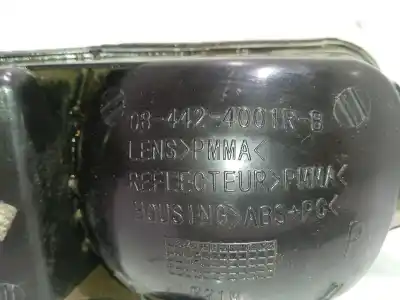 08-442-4001R-B
LENS>PMMA<
REFLECTEUR>PMMA<
HOUSING>ABS+PC<
R